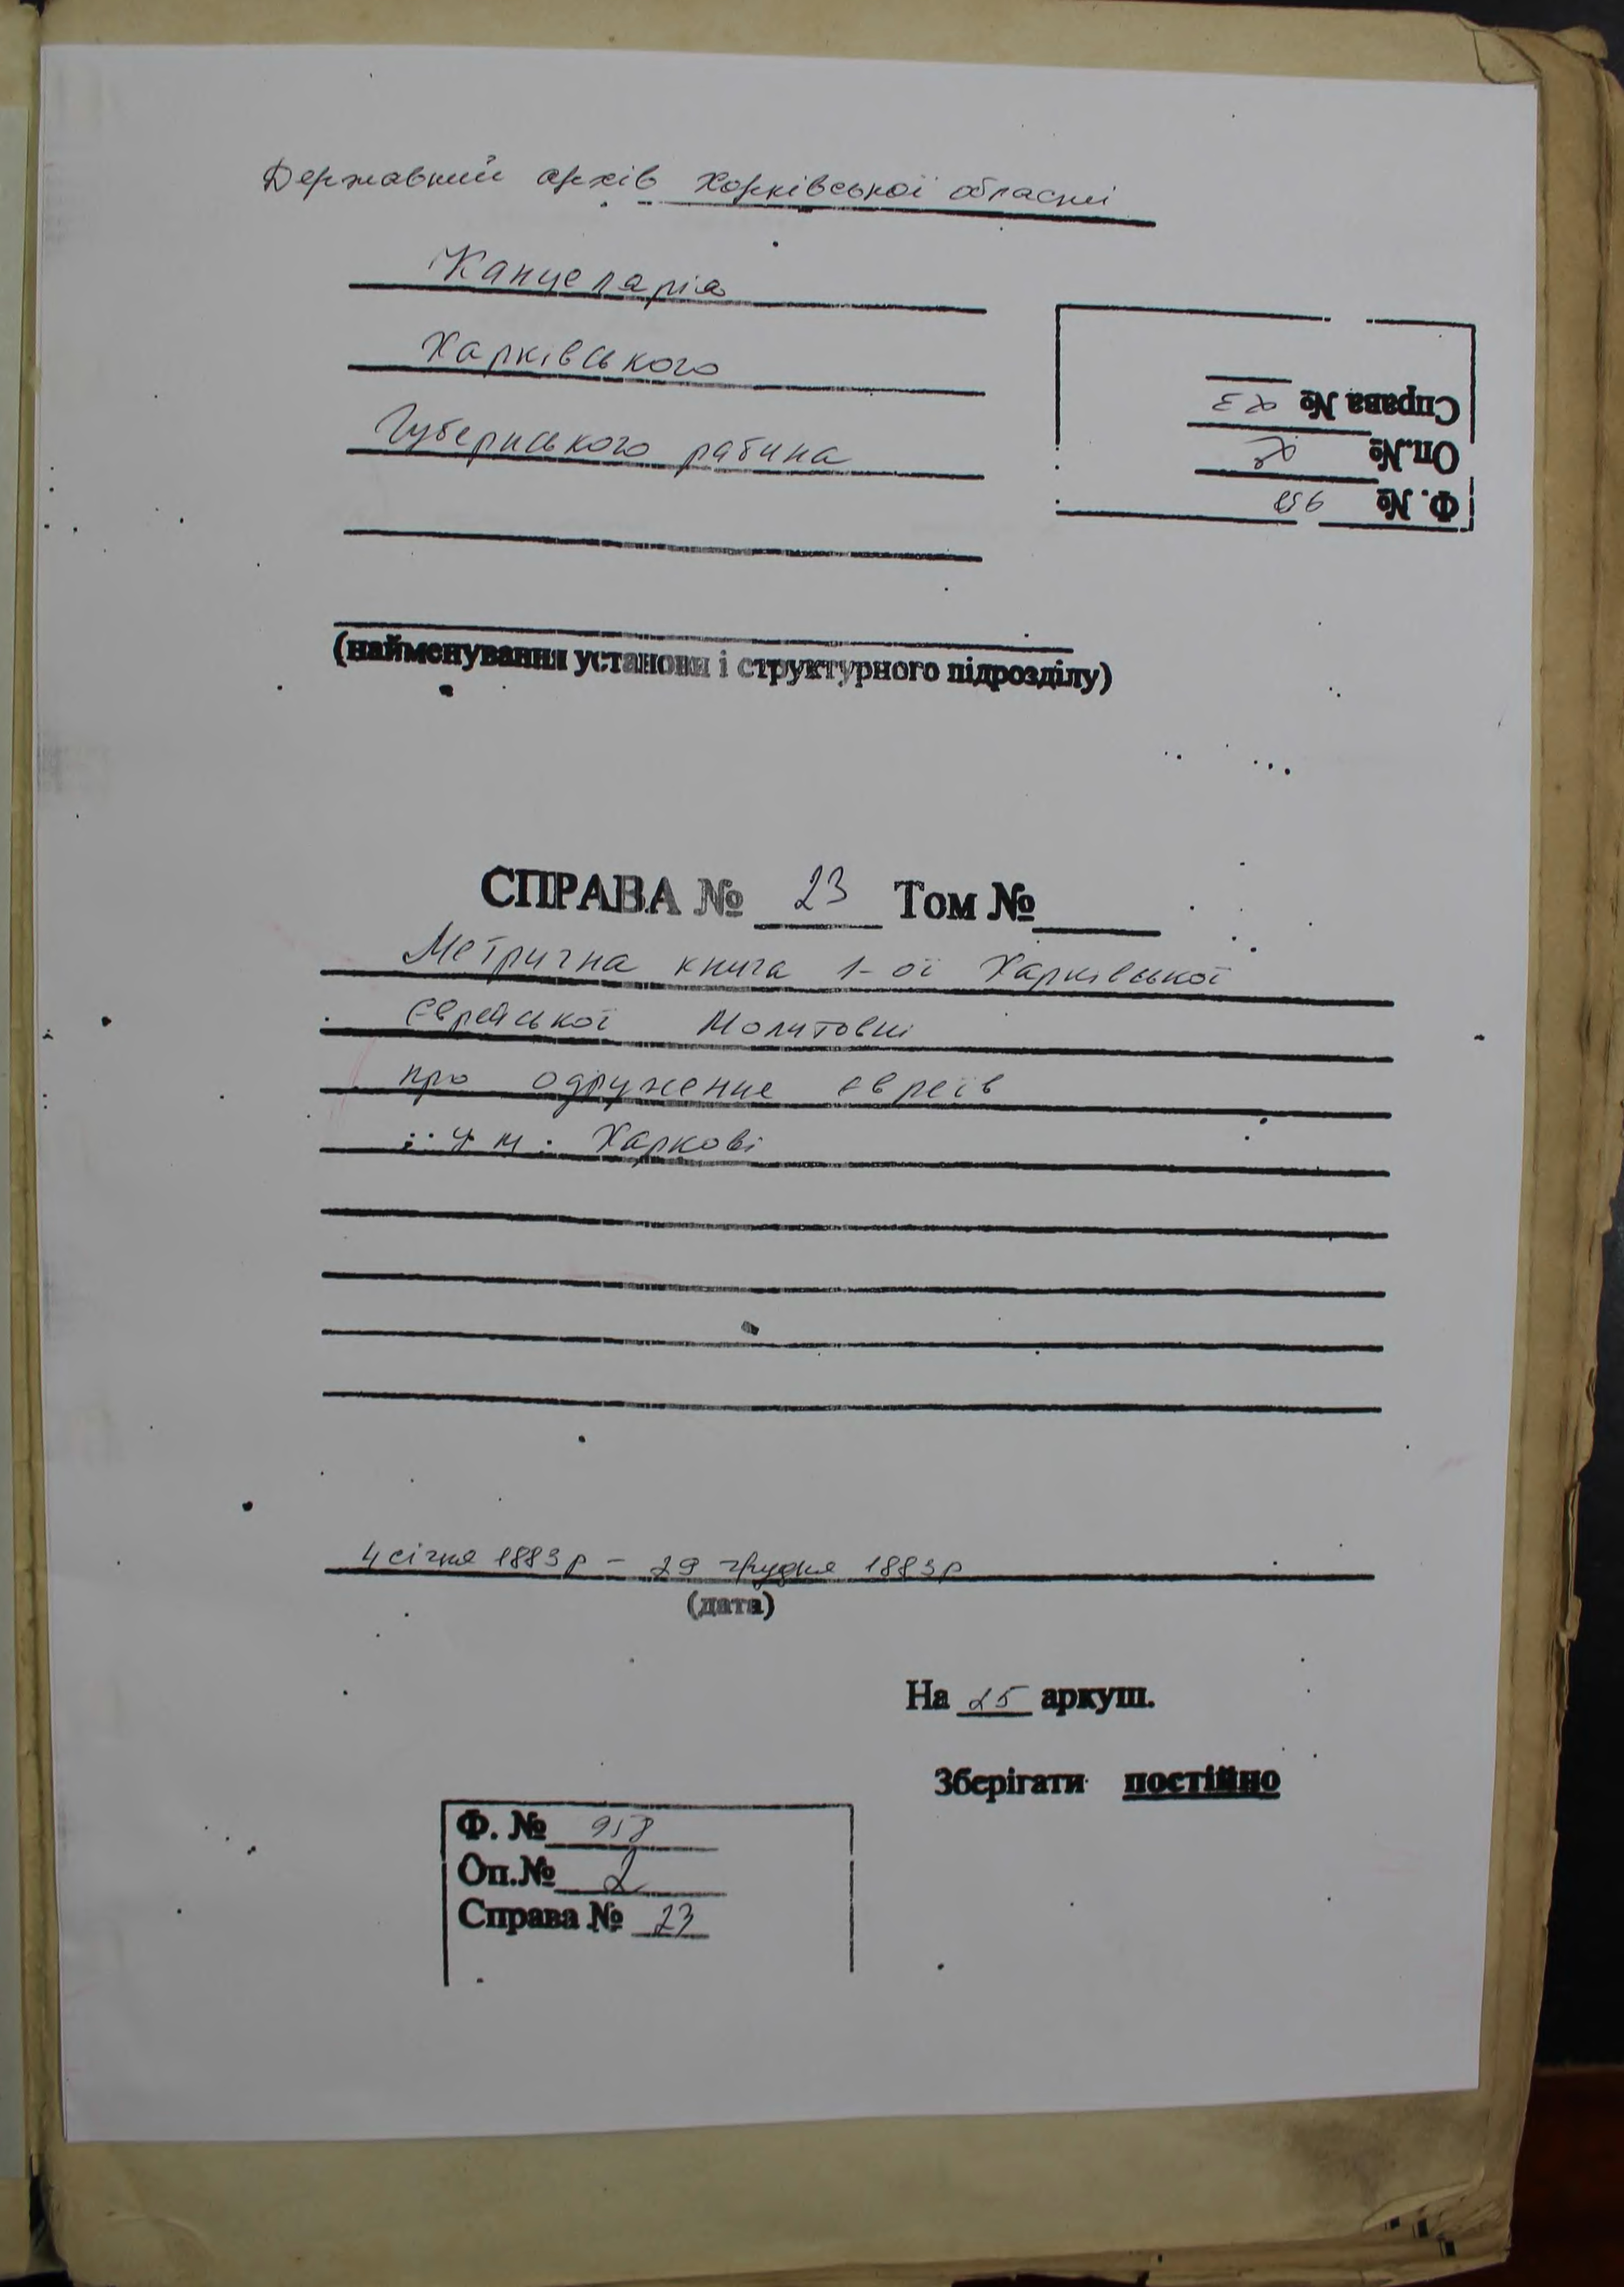 Державний архів Харківської області
Канцелярія
Харківського
Губернського рабина
Справа № 23
Оп.№ 2
Ф. № 958
(найменування установи і структурного підрозділу)
СПРАВА № 23 Том №
Метрична книга 1-ої Харківської
Єврейської Молитовні
про одруження євреїв
у м. Харкові
4 січня 1883 р – 29 грудня 1883 р
(дата)
На 25 аркуш.
Зберігати постійно
Ф. № 958
Оп.№ 2
Справа № 23